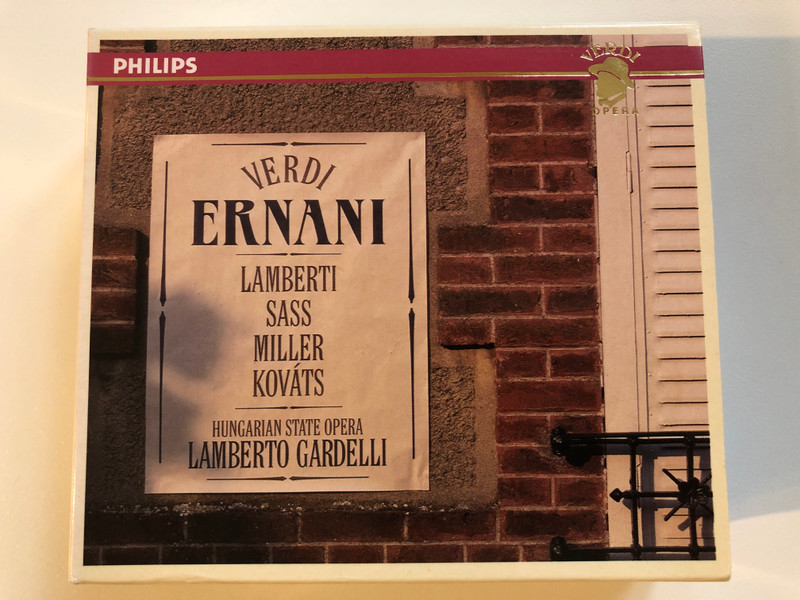 PHILIPS
VERDI
OPERA
VERDI
ERNANI
LAMBERTI
SASS
MILLER
KOVÁTS
HUNGARIAN STATE OPERA
LAMBERTO GARDELLI